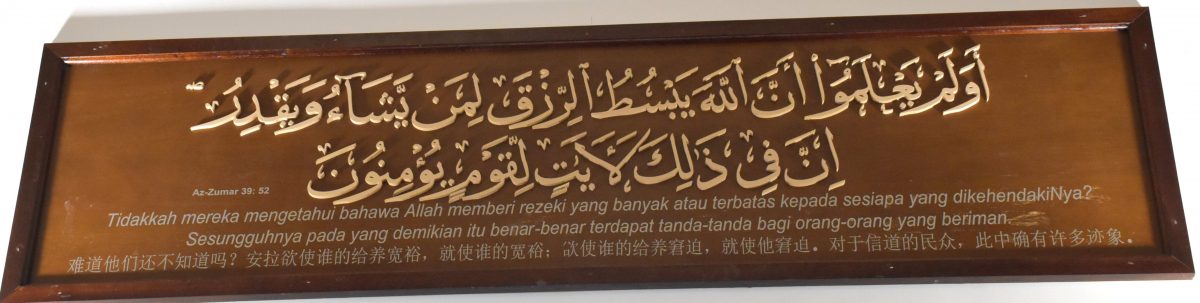 أَوَلَمْ يَعْلَمُوٓا۟ أَنَّ ٱللَّهَ يَبْسُطُ ٱلرِّزْقَ لِمَنْ يَّشَآءُ وَيَقْدِرُ ۗ
اِنَّ فِى ذَٰلِكَ لَأَيَٰتٍ لِّقَوْمٍ يُؤْمِنُونَ
Az-Zumar 39: 52
Tidakkah mereka mengetahui bahawa Allah memberi rezeki yang banyak atau terbatas kepada sesiapa yang dikehendakiNya?
Sesungguhnya pada yang demikian itu benar-benar terdapat tanda-tanda bagi orang-orang yang beriman.
难道他们还不知道吗？安拉欲使谁的给养宽裕，就使谁的宽裕；欲使谁的给养窘迫，就使他窘迫。对于信道的民众，此中确有许多迹象。